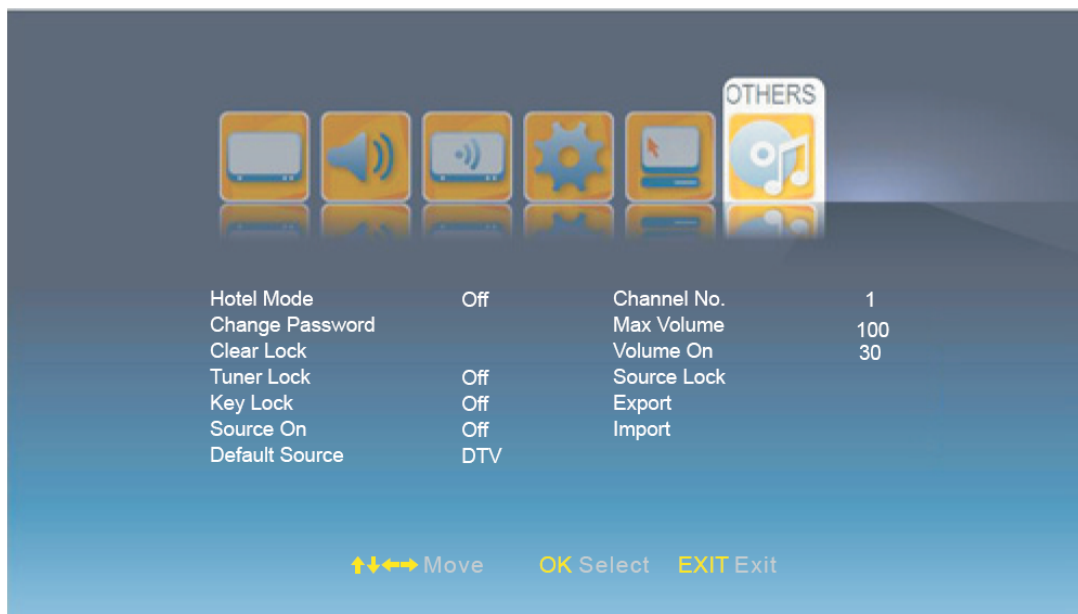 OTHERS
Hotel Mode Off
Change Password
Clear Lock
Tuner Lock Off
Key Lock Off
Source On Off
Default Source DTV
Channel No. 1
Max Volume 100
Volume On 30
Source Lock
Export
Import
Move OK Select EXIT Exit